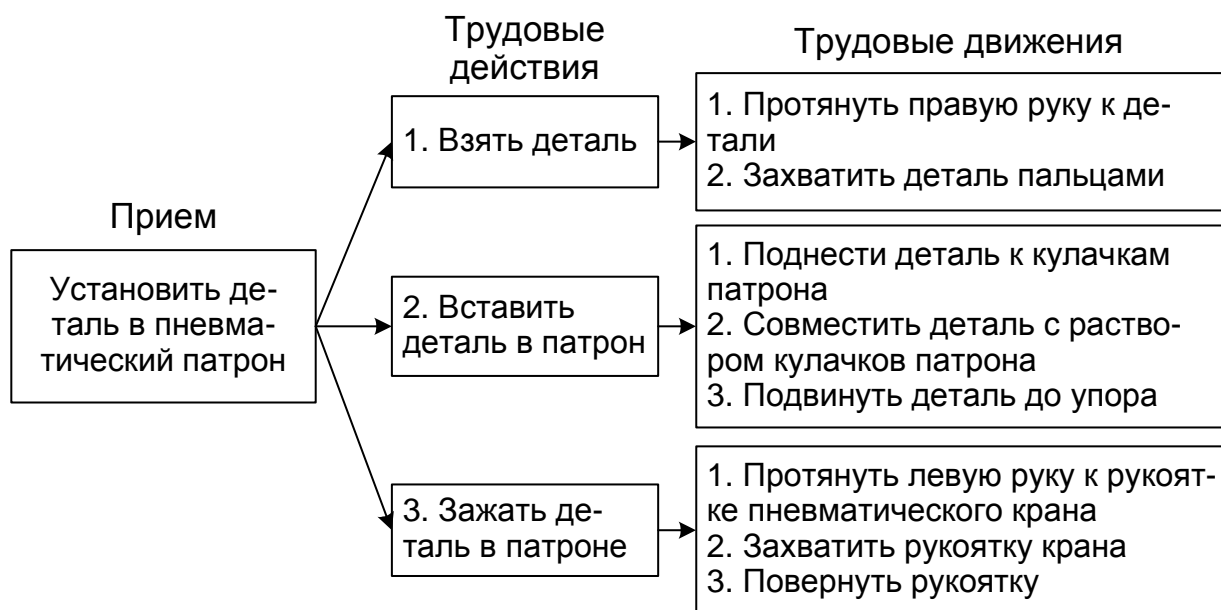 Трудовые
действия
Трудовые движения
Прием
Установить де-
таль в пневма-
тический патрон
1. Взять деталь
1. Протянуть правую руку к де-
тали
2. Захватить деталь пальцами
2. Вставить
деталь в патрон
1. Поднести деталь к кулачкам
патрона
2. Совместить деталь с раство-
ром кулачков патрона
3. Подвинуть деталь до упора
3. Зажать де-
таль в патроне
1. Протянуть левую руку к рукоят-
ке пневматического крана
2. Захватить рукоятку крана
3. Повернуть рукоятку